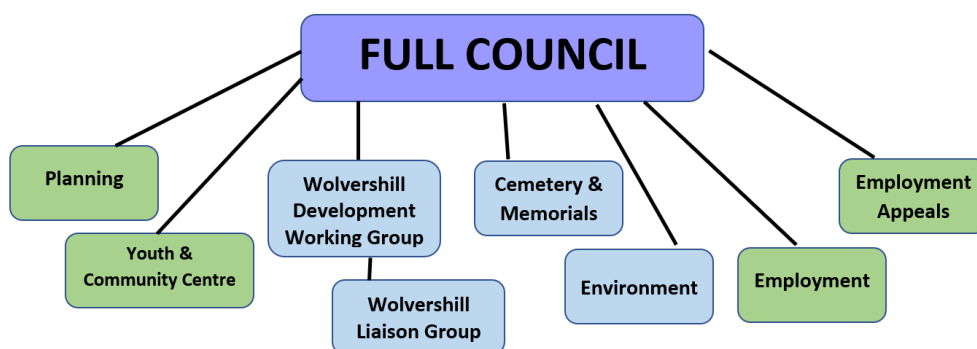 FULL COUNCIL
Planning
Youth &
Community Centre
Wolvershill
Development
Working Group
Wolvershill
Liaison Group
Cemetery &
Memorials
Environment
Employment
Employment
Appeals